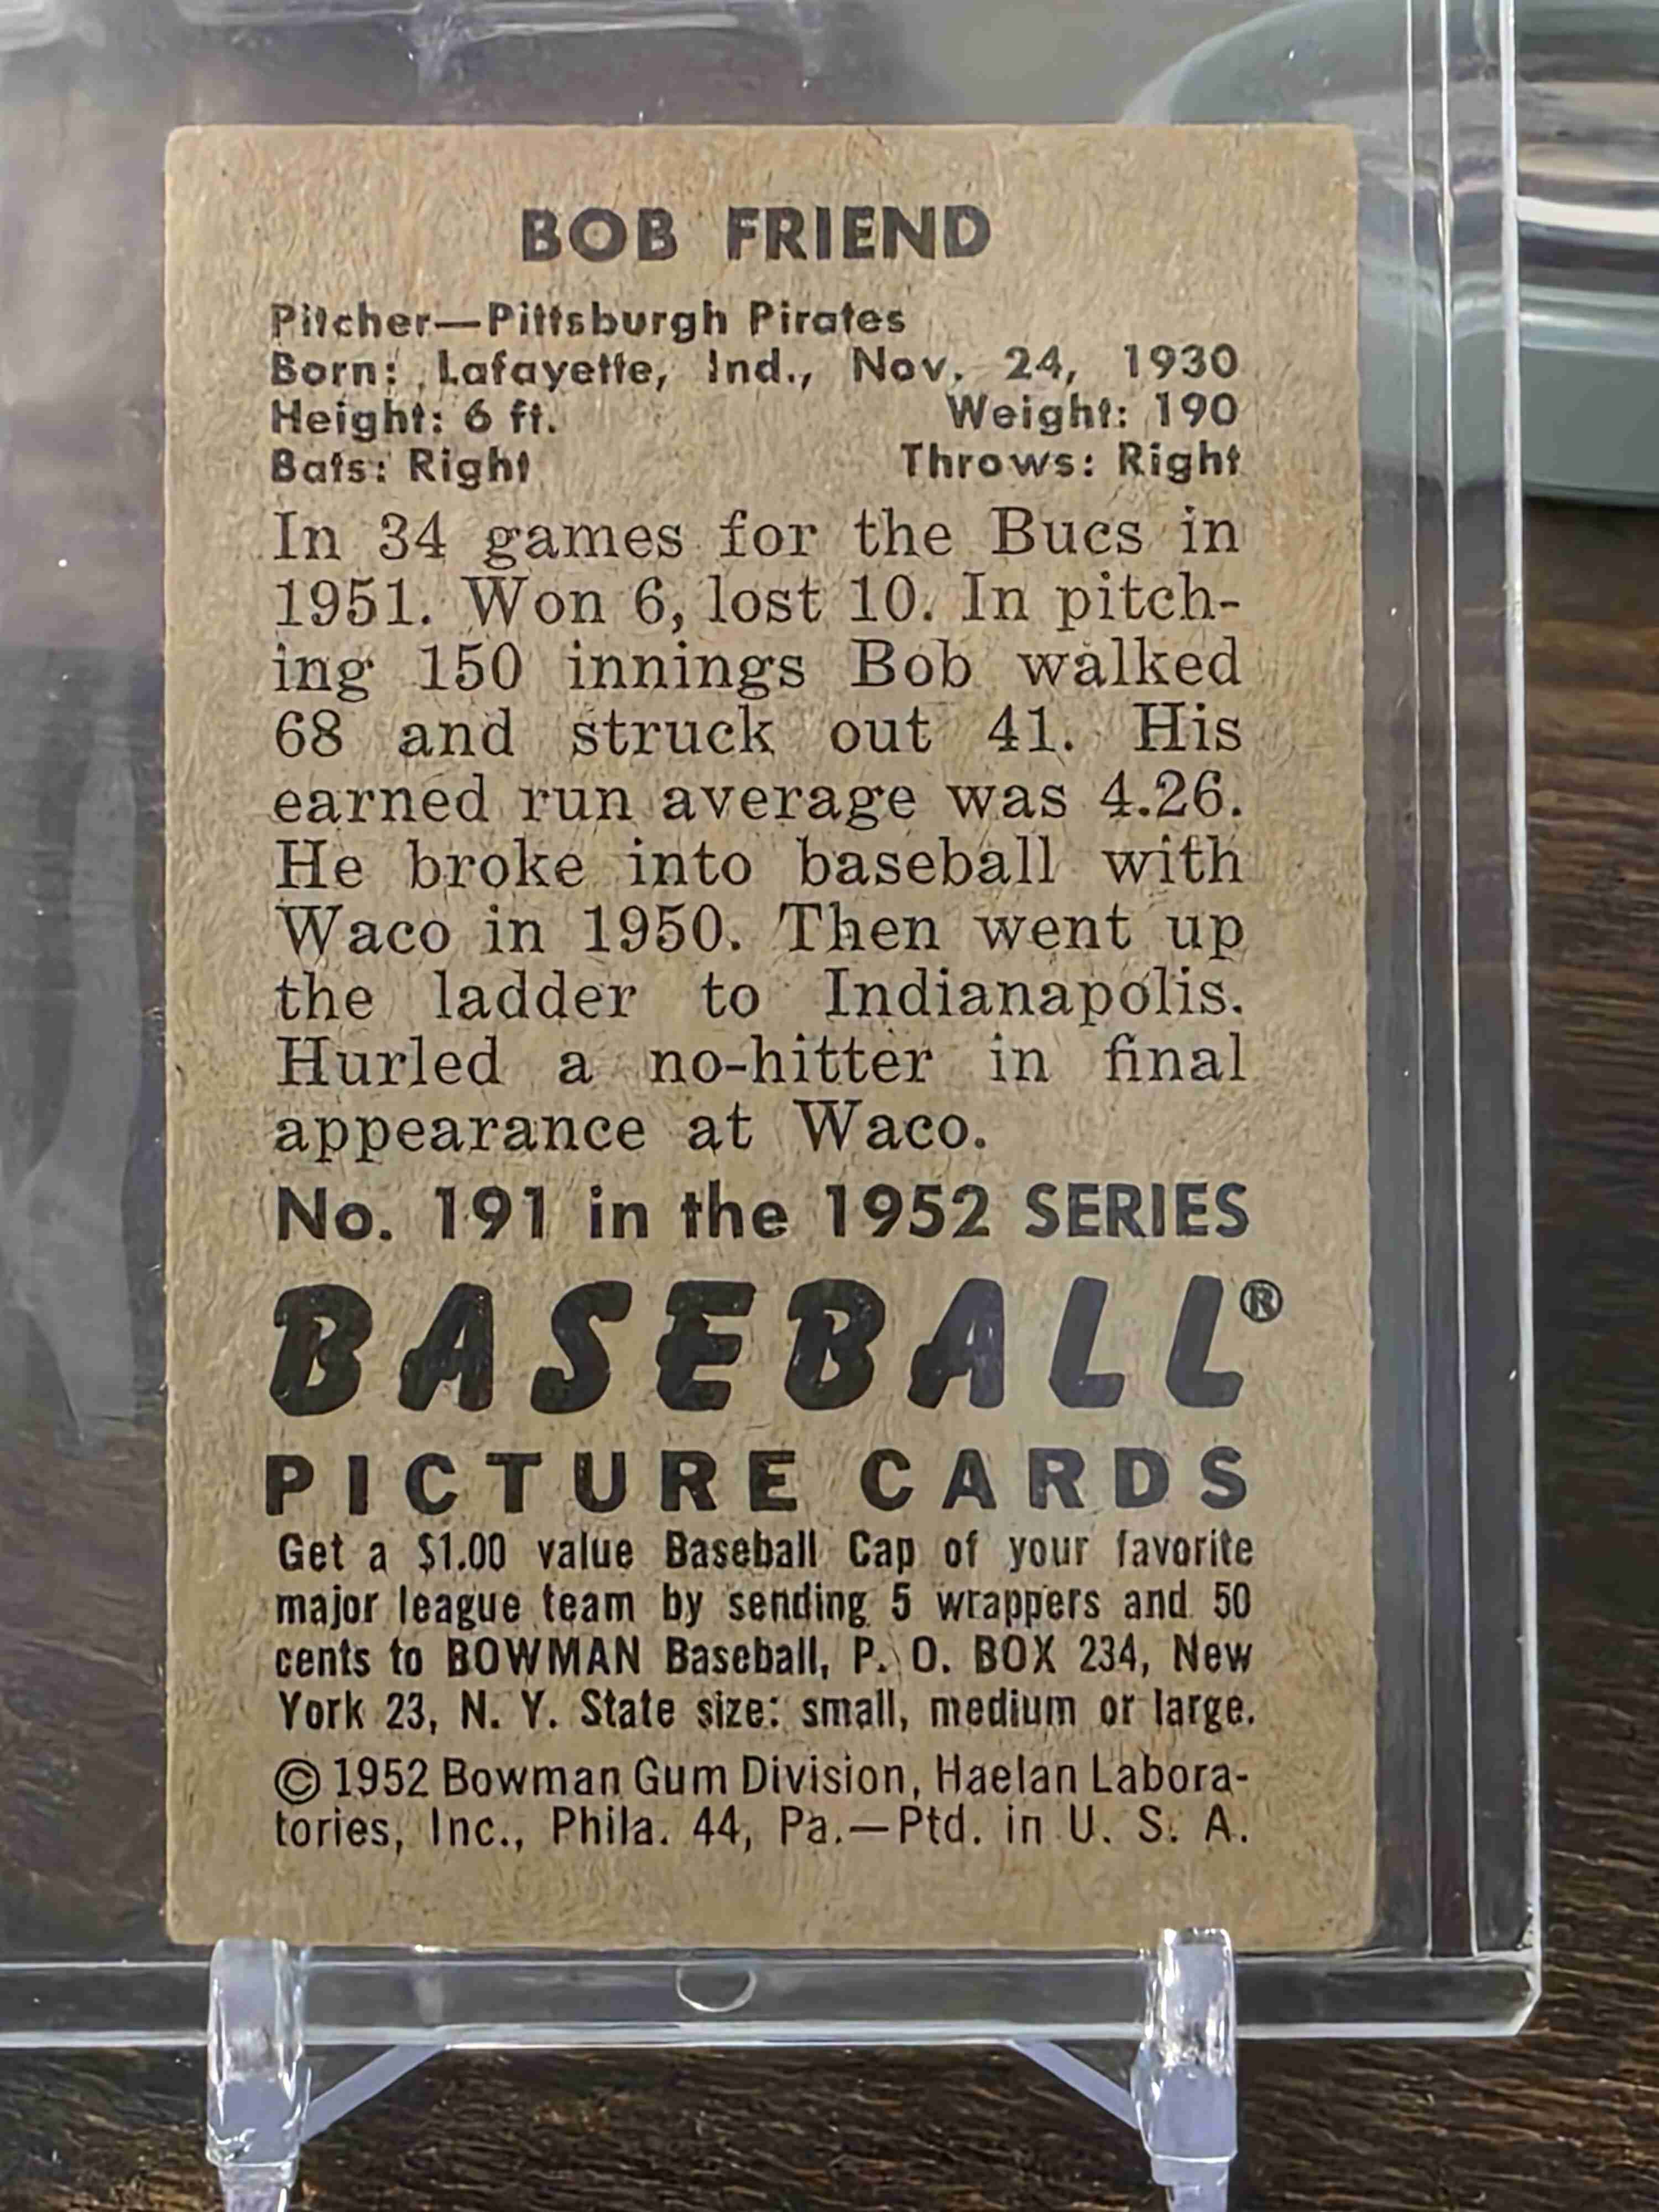 BOB FRIEND
Pitcher—Pittsburgh Pirates
Born: Lafayette, Ind., Nov. 24, 1930
Height: 6 ft. Weight: 190
Bats: Right Throws: Right
In 34 games for the Bucs in
1951. Won 6, lost 10. In pitch-
ing 150 innings Bob walked
68 and struck out 41. His
earned run average was 4.26.
He broke into baseball with
Waco in 1950. Then went up
the ladder to Indianapolis.
Hurled a no-hitter in final
appearance at Waco.
No. 191 in the 1952 SERIES
BASEBALL®
PICTURE CARDS
Get a $1.00 value Baseball Cap of your favorite
major league team by sending 5 wrappers and 50
cents to BOWMAN Baseball, P. O. BOX 234, New
York 23, N. Y. State size: small, medium or large.
© 1952 Bowman Gum Division, Haelan Labora-
tories, Inc., Phila. 44, Pa.—Ptd. in U. S. A.